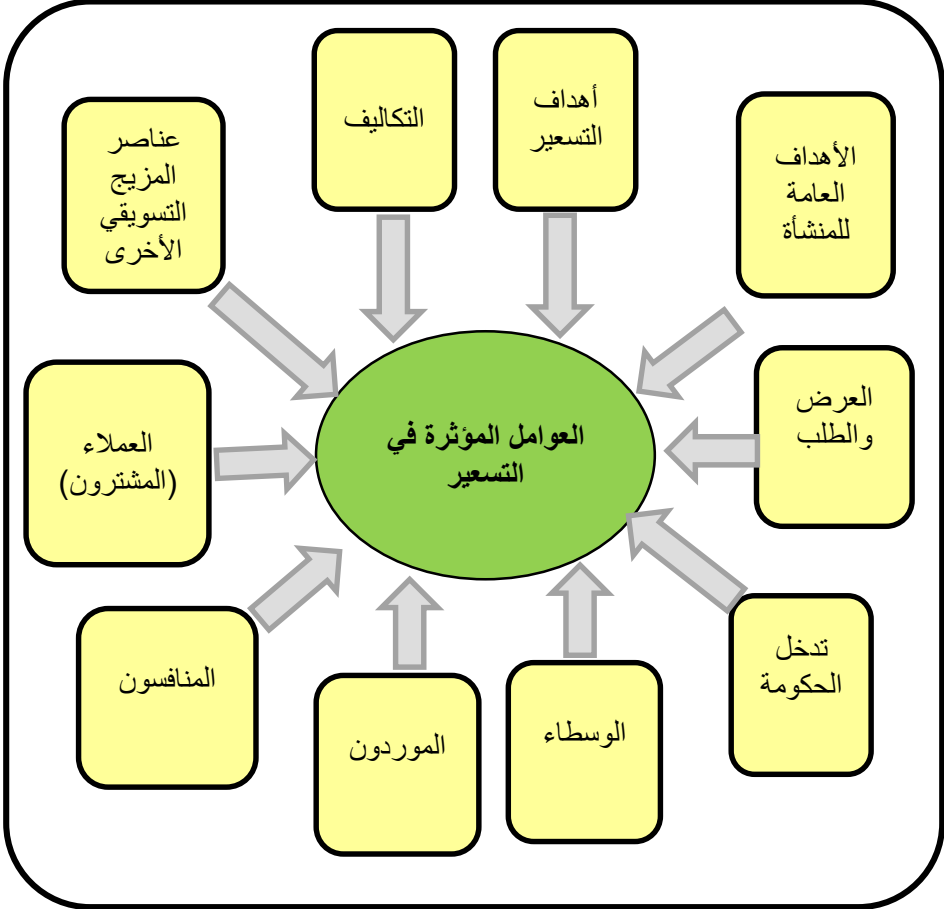 أهداف
التسعير
التكاليف
الأهداف
العامة
للمنشأة
عناصر
المزيج
التسويقي
الأخرى
العرض
والطلب
العوامل المؤثرة في
التسعير
العملاء
(المشترون)
تدخل
الحكومة
المنافسون
الوسطاء
الموردون